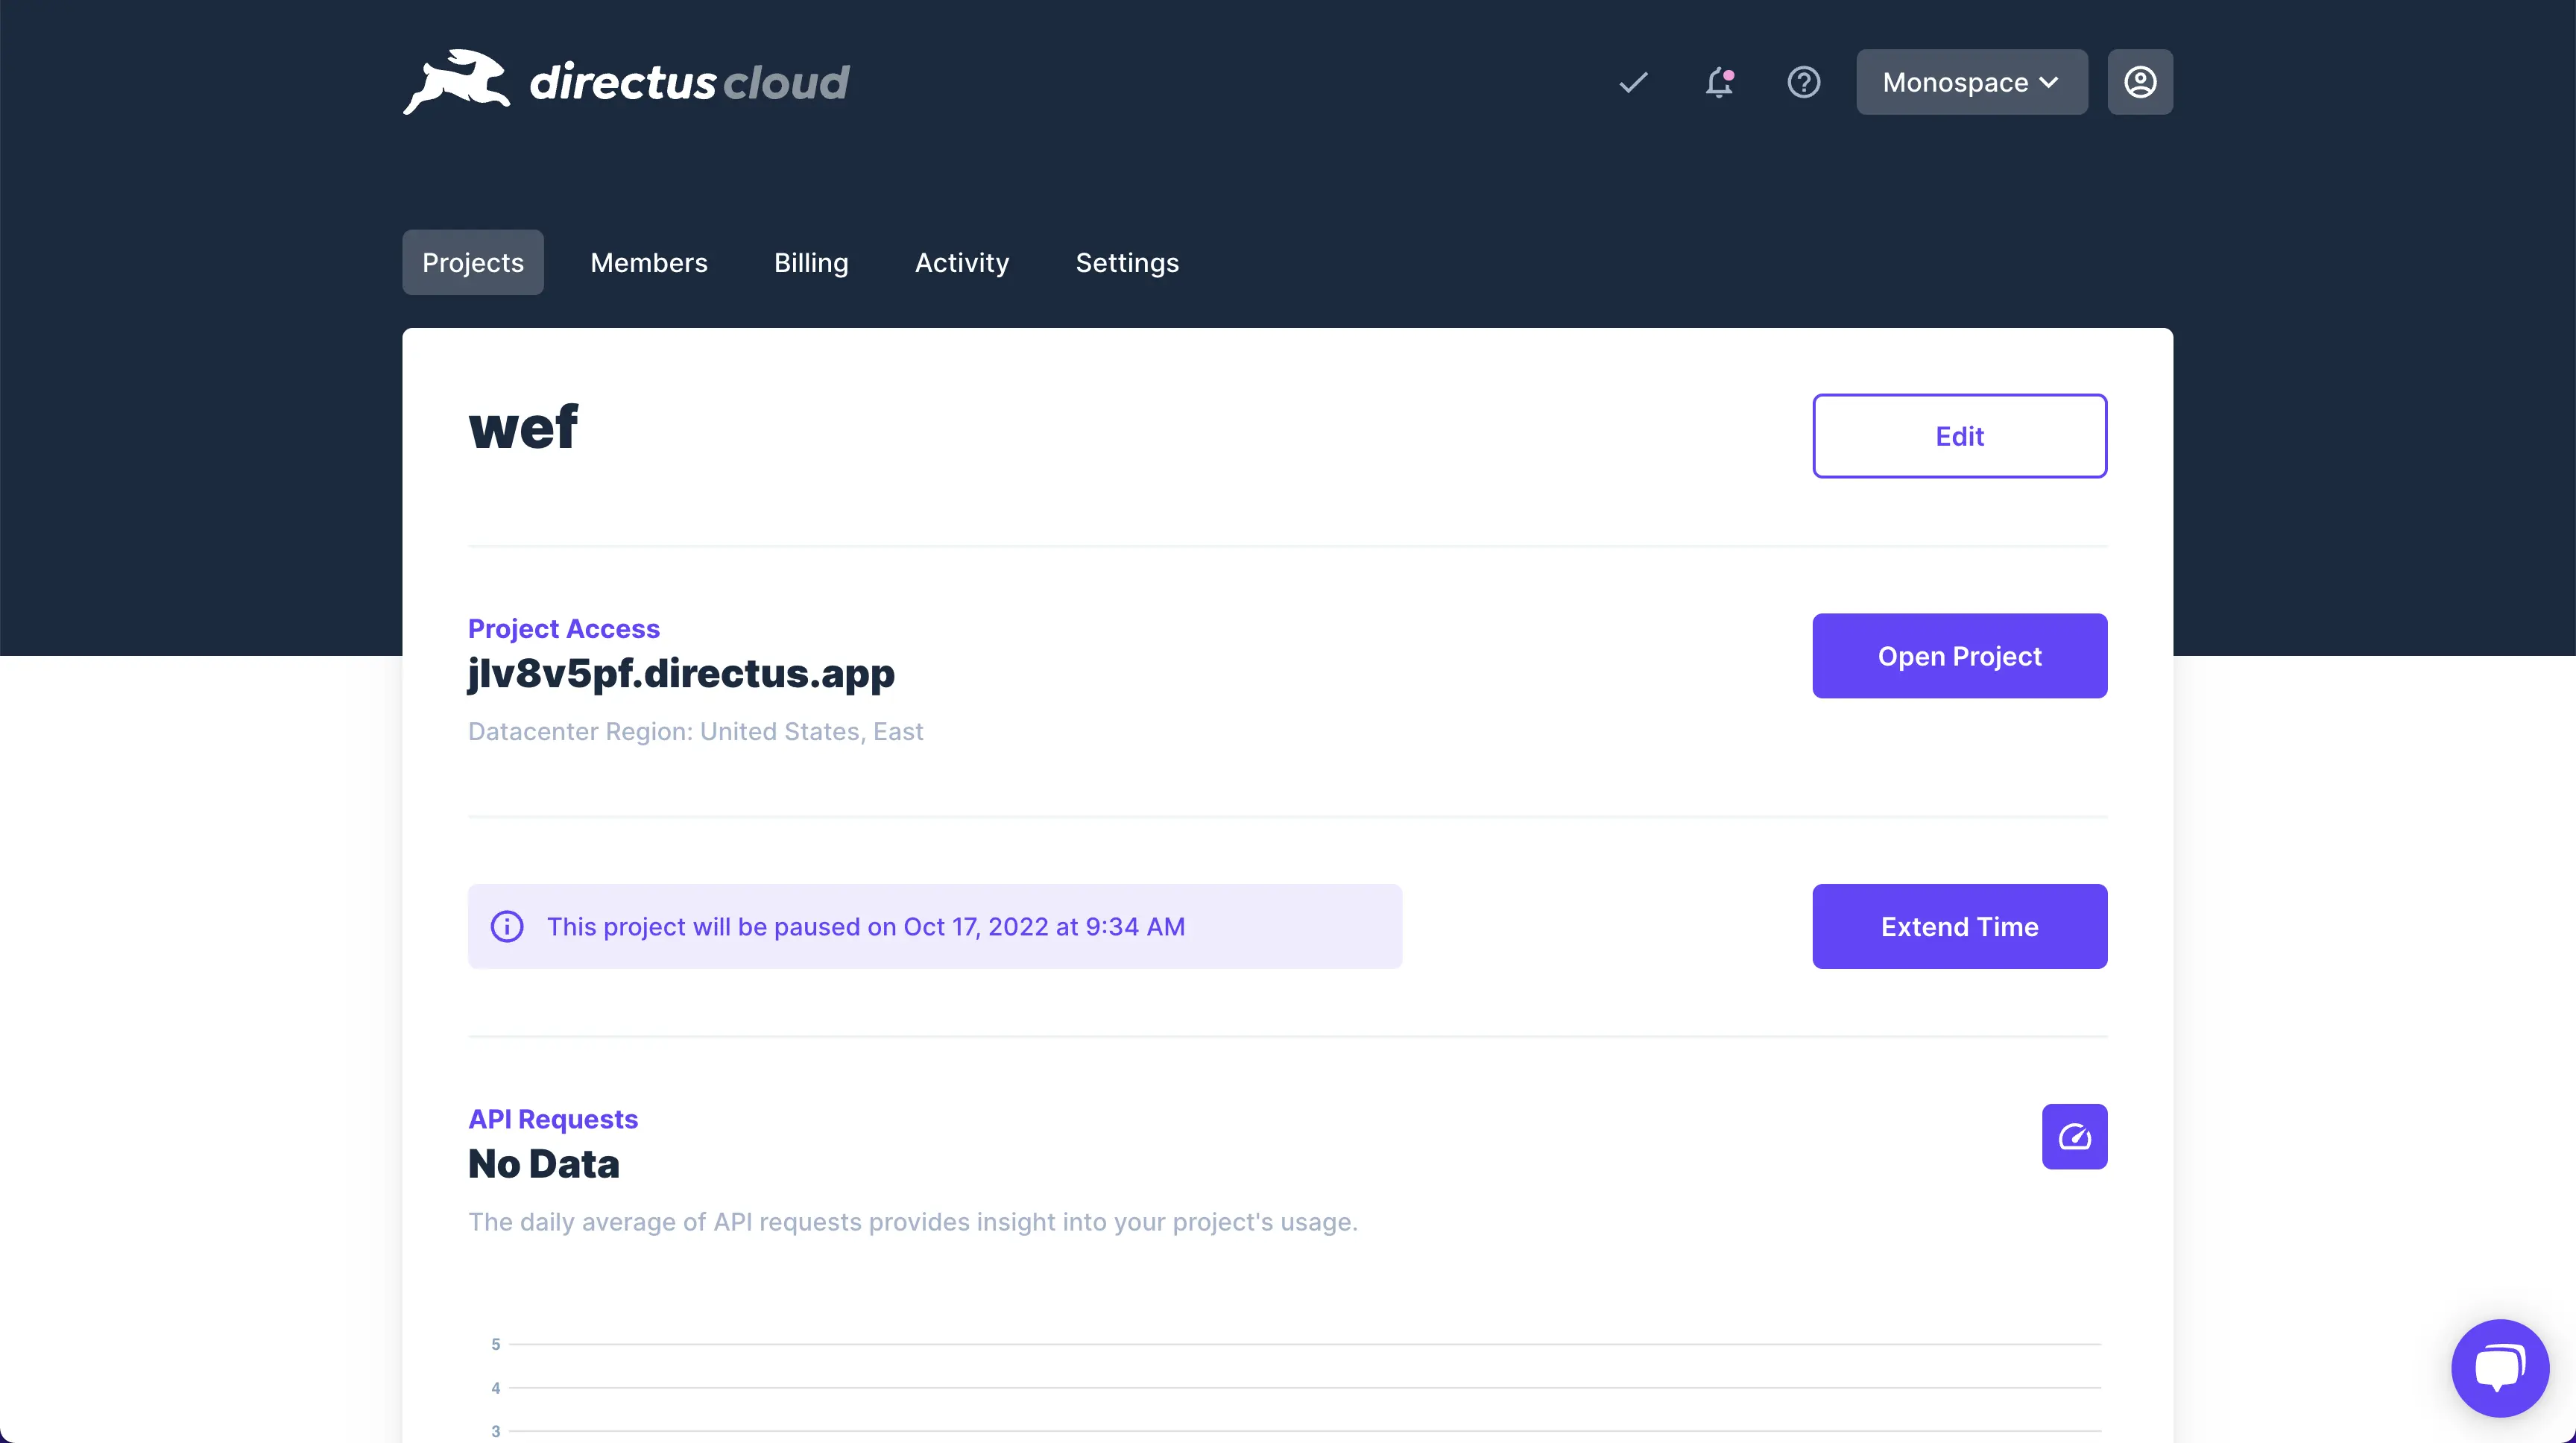 directus cloud
Monospace
Projects Members Billing Activity Settings
wef
Edit
Project Access
jlv8v5pf.directus.app
Open Project
Datacenter Region: United States, East
This project will be paused on Oct 17, 2022 at 9:34 AM
Extend Time
API Requests
No Data
The daily average of API requests provides insight into your project's usage.
5
4
3